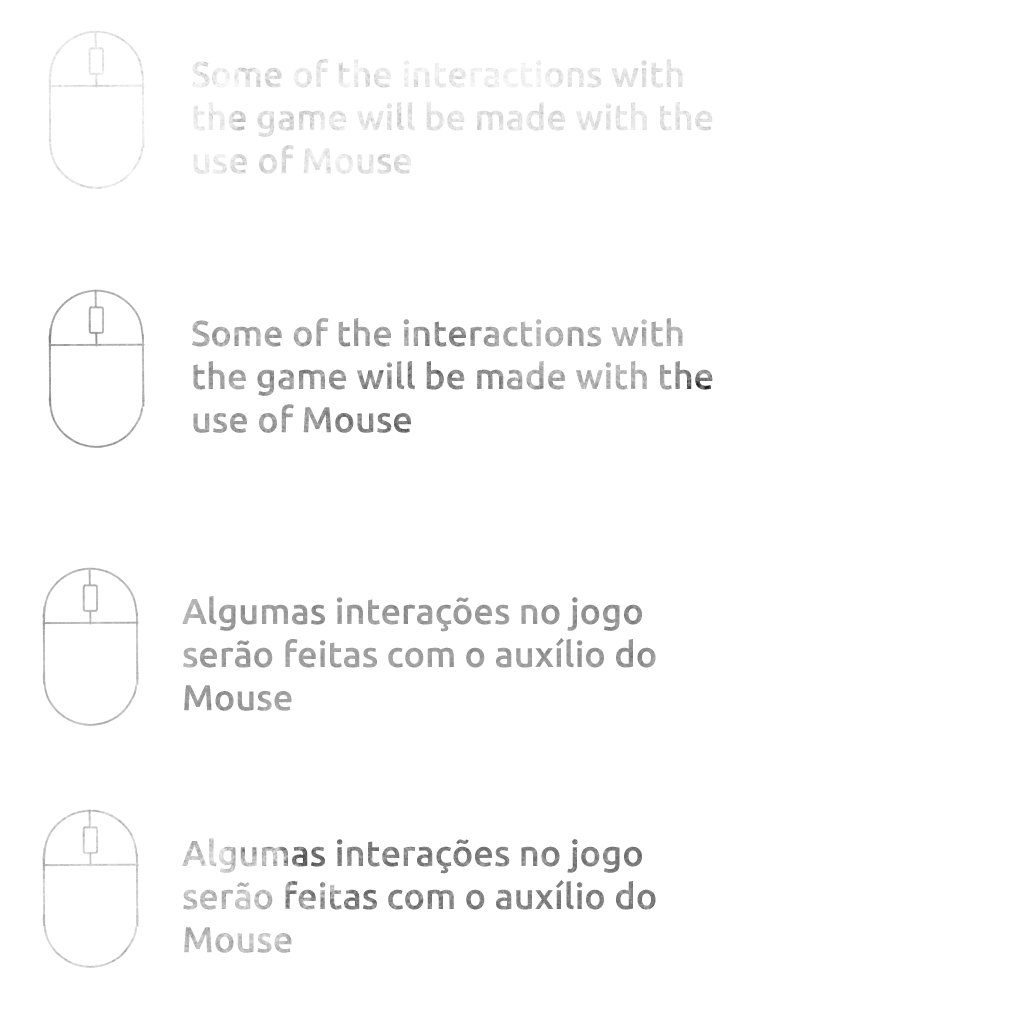 Some of the interactions with
the game will be made with the
use of Mouse
Some of the interactions with
the game will be made with the
use of Mouse
Algumas interações no jogo
serão feitas com o auxílio do
Mouse
Algumas interações no jogo
serão feitas com o auxílio do
Mouse